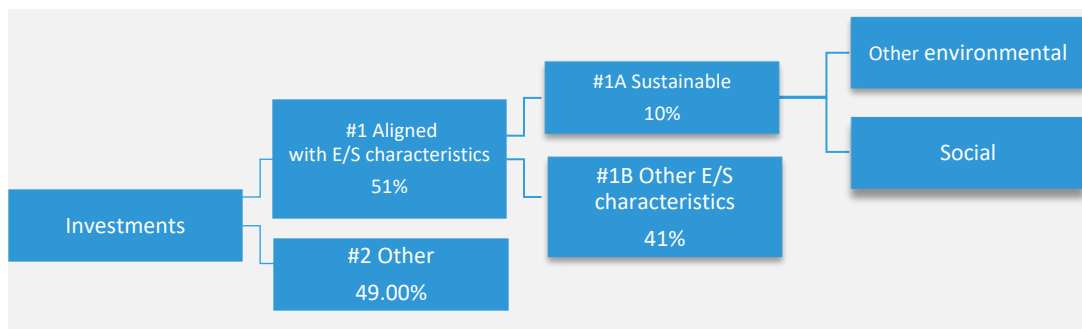 Investments
#1 Aligned
with E/S characteristics
51%
#2 Other
49.00%
#1A Sustainable
10%
#1B Other E/S
characteristics
41%
Other environmental
Social